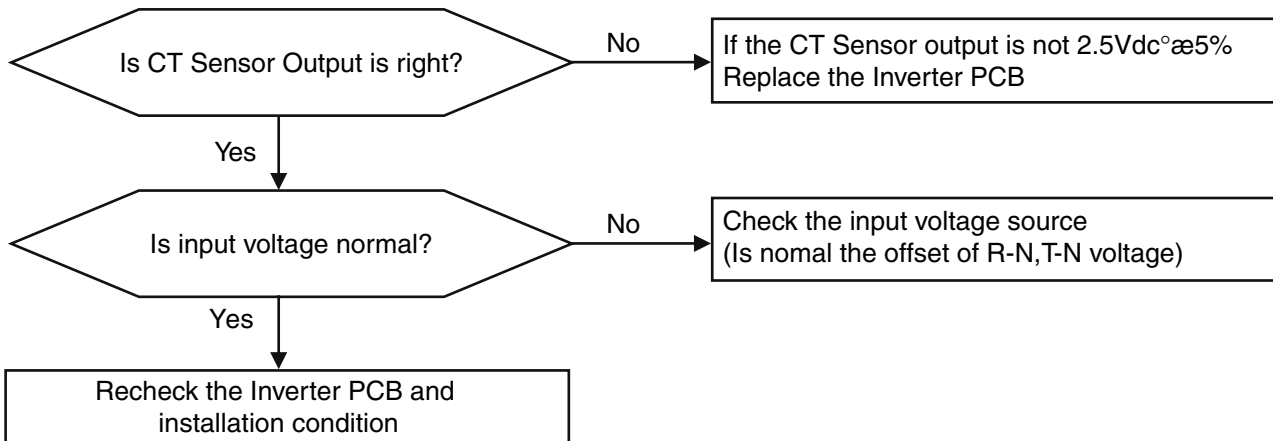 Is CT Sensor Output is right?
No
If the CT Sensor output is not 2.5Vdc°æ5%
Replace the Inverter PCB
Yes
Is input voltage normal?
No
Check the input voltage source
(Is nomal the offset of R-N,T-N voltage)
Yes
Recheck the Inverter PCB and
installation condition